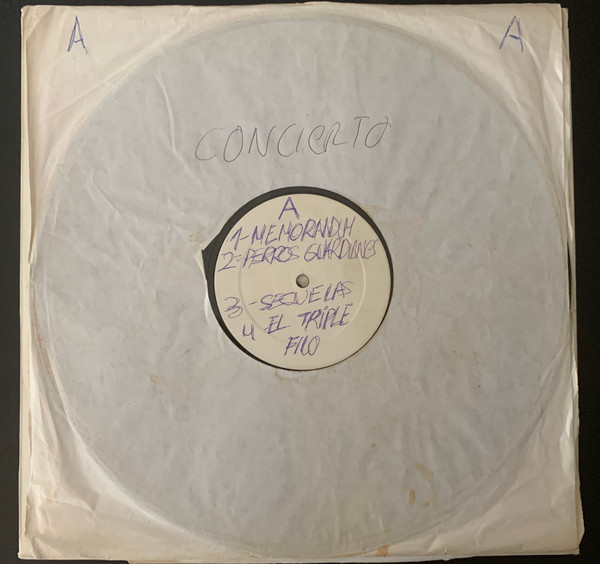 A A
CONCIERTO
A
1-MEMORANDUM
2-PERROS GUARDIANES
3-SECUELAS
4 EL TRIPLE
FILO